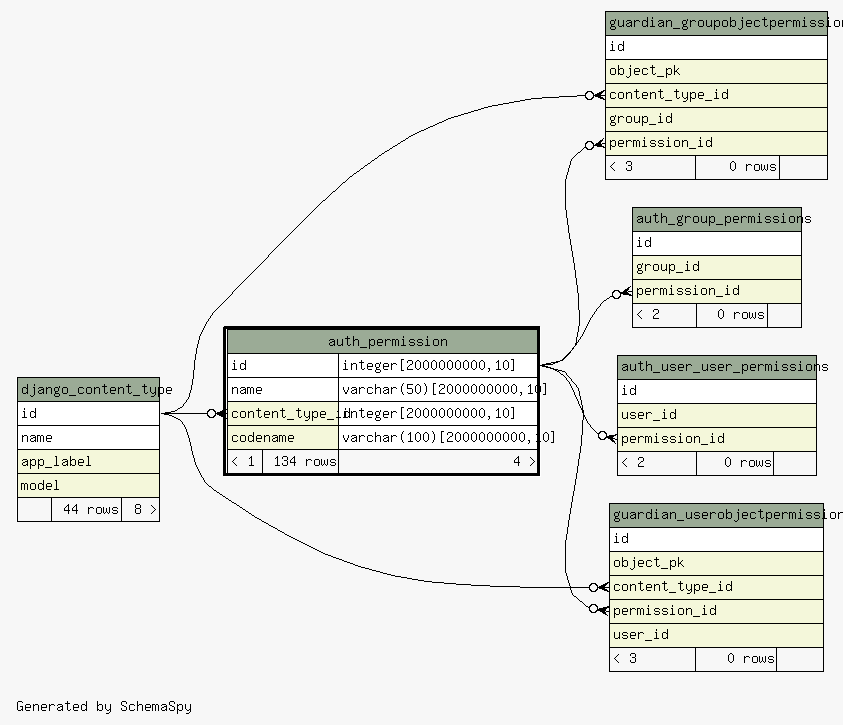 guardian_groupobjectpermission
id
object_pk
content_type_id
group_id
permission_id
< 3 0 rows
auth_group_permissions
id
group_id
permission_id
< 2 0 rows
auth_permission
id integer[2000000000,10]
name varchar(50)[2000000000,10]
content_type_id integer[2000000000,10]
codename varchar(100)[2000000000,10]
< 1 134 rows 4 >
django_content_type
id
name
app_label
model
44 rows 8 >
auth_user_user_permissions
id
user_id
permission_id
< 2 0 rows
guardian_userobjectpermission
id
object_pk
content_type_id
permission_id
user_id
< 3 0 rows
Generated by SchemaSpy